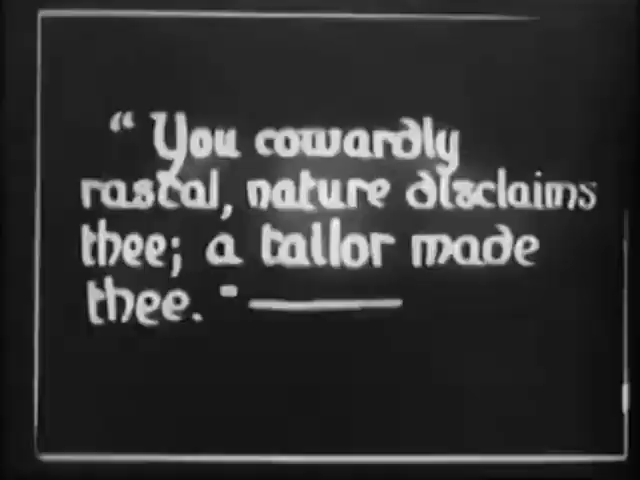 “ You cowardly
rascal, nature disclaims
thee; a tailor made
thee. "